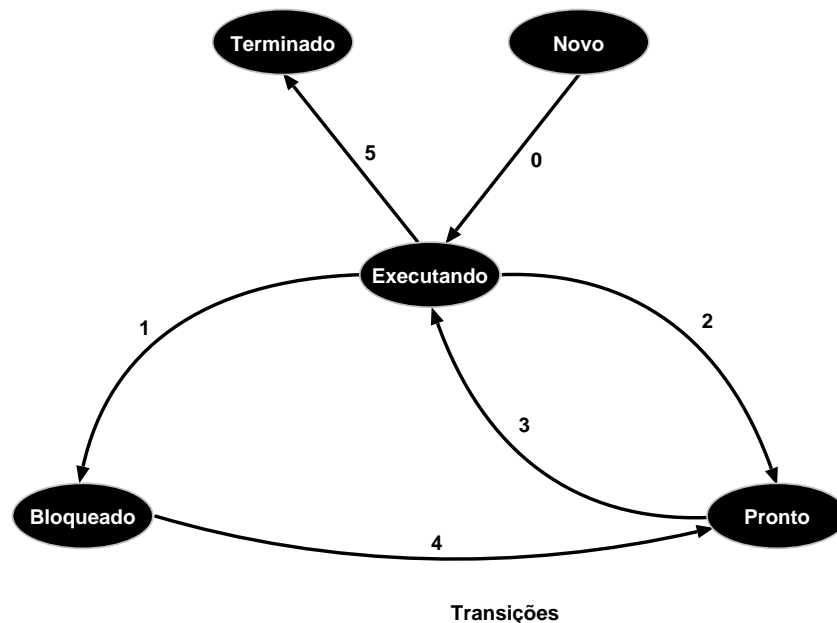 Terminado
Novo
5
0
Executando
1
2
3
Bloqueado
Pronto
4
Transições